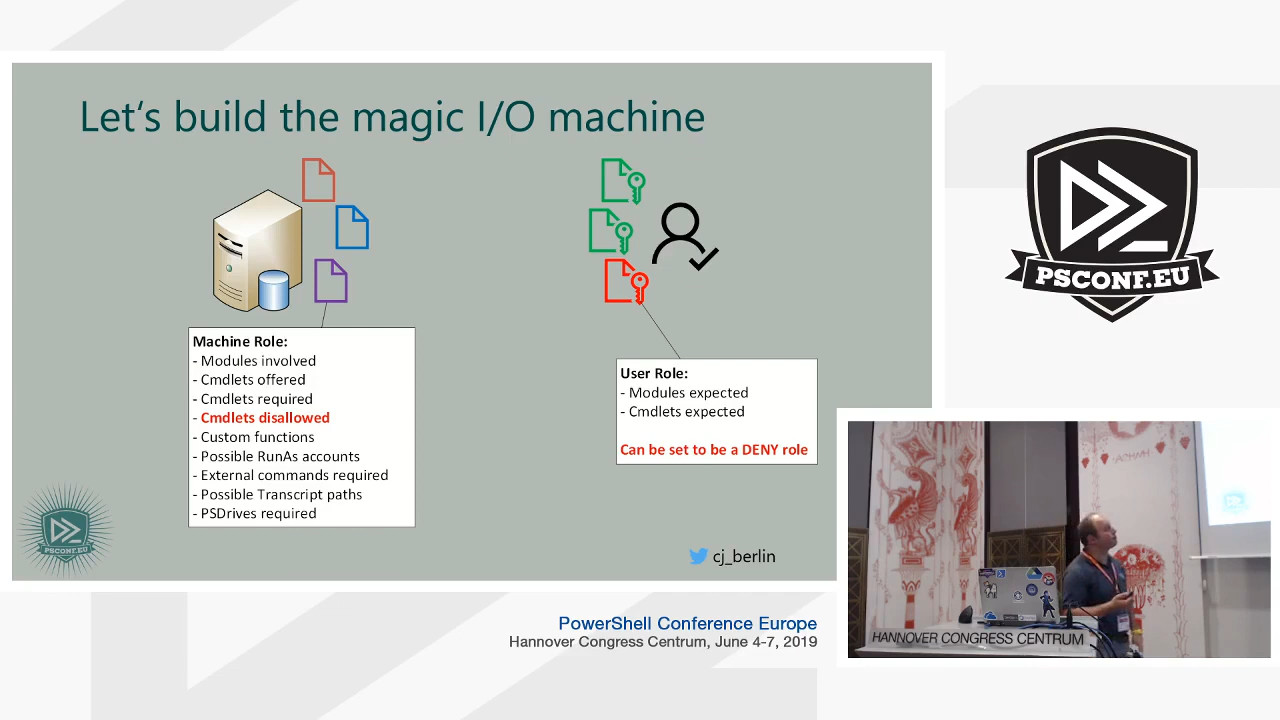 Let's build the magic I/O machine
Machine Role:
- Modules involved
- Cmdlets offered
- Cmdlets required
- Cmdlets disallowed
- Custom functions
- Possible RunAs accounts
- External commands required
- Possible Transcript paths
- PSDrives required
User Role:
- Modules expected
- Cmdlets expected
Can be set to be a DENY role
PSCONF.EU
cj_berlin
PSCONF.EU
PowerShell Conference Europe
Hannover Congress Centrum, June 4-7, 2019
HANNOVER CONGRESS CENTRUM